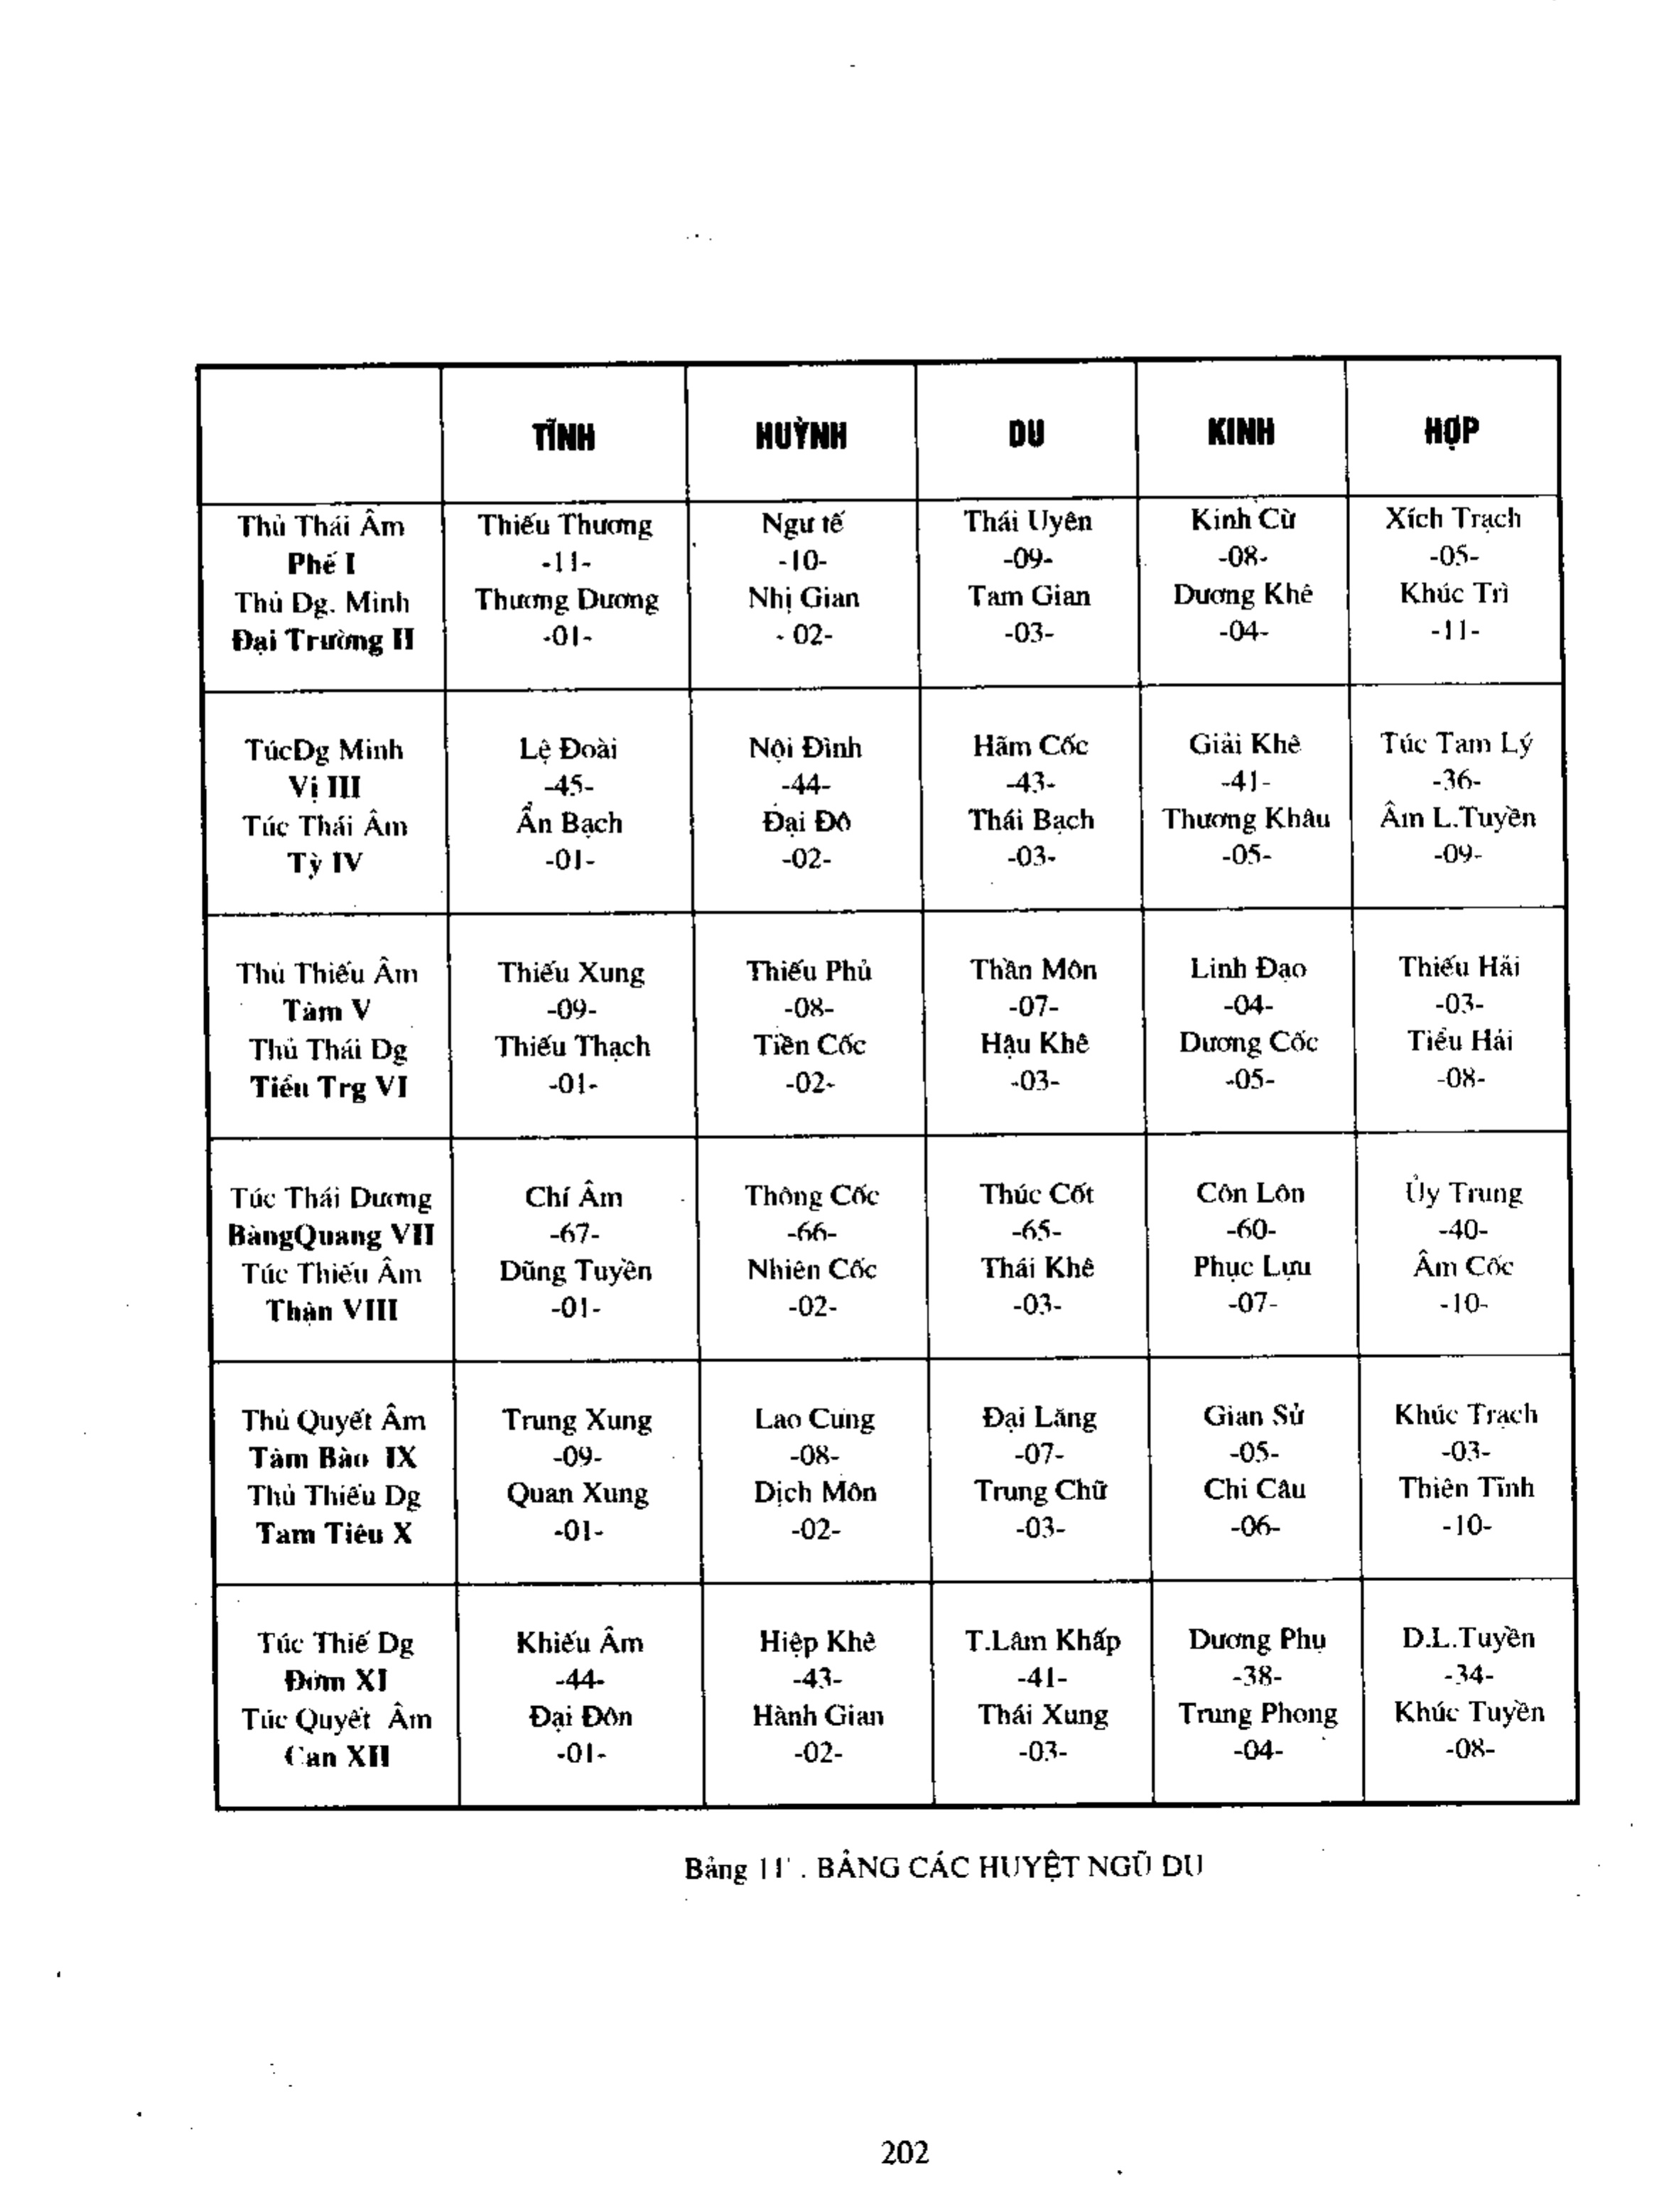 TĨNH HUỲNH DU KINH HỢP
Thủ Thái Âm Thiếu Thương Ngư tế Thái Uyên Kinh Cừ Xích Trạch
Phế I -11- -10- -09- -08- -05-
Thủ Dg. Minh Thương Dương Nhị Gian Tam Gian Dương Khê Khúc Trì
Đại Trường II -01- - 02- -03- -04- -11-
TúcDg Minh Lệ Đoài Nội Đình Hãm Cốc Giải Khê Túc Tam Lý
Vị III -45- -44- -43- -41- -36-
Túc Thái Âm Ẩn Bạch Đại Đô Thái Bạch Thương Khâu Âm L.Tuyền
Tỳ IV -01- -02- -03- -05- -09-
Thủ Thiếu Âm Thiếu Xung Thiếu Phủ Thần Môn Linh Đạo Thiếu Hải
Tâm V -09- -08- -07- -04- -03-
Thủ Thái Dg Thiếu Thạch Tiền Cốc Hậu Khê Dương Cốc Tiểu Hải
Tiểu Trg VI -01- -02- -03- -05- -08-
Túc Thái Dương Chí Âm Thông Cốc Thúc Cốt Côn Lôn Ủy Trung
BàngQuang VII -67- -66- -65- -60- -40-
Túc Thiếu Âm Dũng Tuyền Nhiên Cốc Thái Khê Phục Lưu Âm Cốc
Thận VIII -01- -02- -03- -07- -10-
Thủ Quyết Âm Trung Xung Lao Cung Đại Lăng Gian Sử Khúc Trạch
Tâm Bào IX -09- -08- -07- -05- -03-
Thủ Thiếu Dg Quan Xung Dịch Môn Trung Chữ Chi Câu Thiên Tĩnh
Tam Tiêu X -01- -02- -03- -06- -10-
Túc Thiế Dg Khiếu Âm Hiệp Khê T.Lâm Khấp Dương Phụ D.L.Tuyền
Đởm XI -44- -43- -41- -38- -34-
Túc Quyết Âm Đại Đôn Hành Gian Thái Xung Trung Phong Khúc Tuyền
Can XII -01- -02- -03- -04- -08-
Bảng 11 . BẢNG CÁC HUYỆT NGŨ DU
202